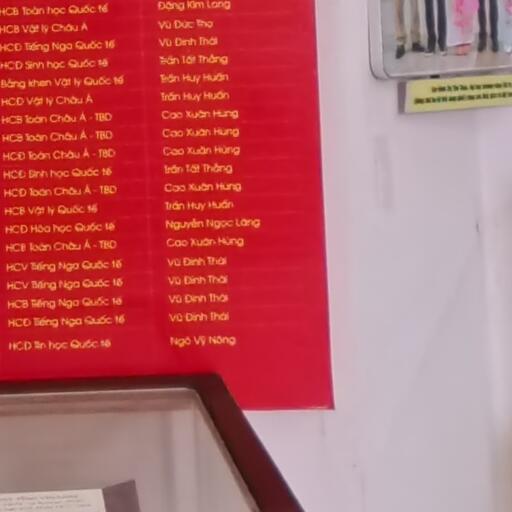 HCB Toán học Quốc tế Đặng Kim Long
HCB Vật lý Châu Á Vũ Đức Thọ
HCĐ Tiếng Nga Quốc tế Vũ Đình Thái
HCĐ Sinh học Quốc tế Trần Tất Thắng
Bằng khen Vật lý Quốc tế Trần Huy Huân
HCĐ Vật lý Châu Á Trần Huy Huân
HCB Toán Châu Á - TBD Cao Xuân Hùng
HCB Toán Châu Á - TBD Cao Xuân Hùng
HCĐ Toán Châu Á - TBD Cao Xuân Hùng
HCĐ Sinh học Quốc tế Trần Tất Thắng
HCĐ Toán Châu Á - TBD Cao Xuân Hùng
HCB Vật lý Quốc tế Trần Huy Huân
HCĐ Hóa học Quốc tế Nguyễn Ngọc Lăng
HCB Toán Châu Á - TBD Cao Xuân Hùng
HCV Tiếng Nga Quốc tế Vũ Đình Thái
HCV Tiếng Nga Quốc tế Vũ Đình Thái
HCB Tiếng Nga Quốc tế Vũ Đình Thái
HCĐ Tiếng Nga Quốc tế Vũ Đình Thái
HCĐ Tin học Quốc tế Ngô Vỹ Nông